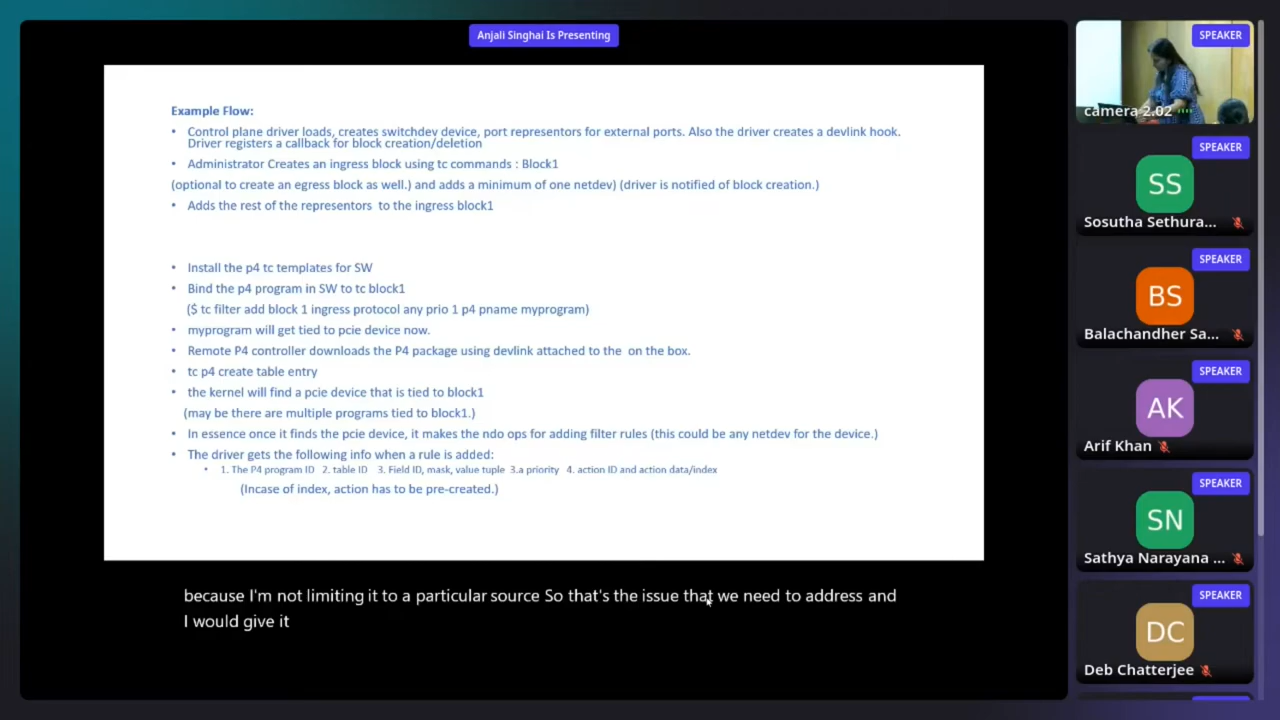 Anjali Singhai Is Presenting
Example Flow:
• Control plane driver loads, creates switchdev device, port representors for external ports. Also the driver creates a devlink hook.
Driver registers a callback for block creation/deletion
• Administrator Creates an ingress block using tc commands : Block1
(optional to create an egress block as well.) and adds a minimum of one netdev) (driver is notified of block creation.)
• Adds the rest of the representors to the ingress block1
• Install the p4 tc templates for SW
• Bind the p4 program in SW to tc block1
($ tc filter add block 1 ingress protocol any prio 1 p4 pname myprogram)
• myprogram will get tied to pcie device now.
• Remote P4 controller downloads the P4 package using devlink attached to the on the box.
• tc p4 create table entry
• the kernel will find a pcie device that is tied to block1
(may be there are multiple programs tied to block1.)
• In essence once it finds the pcie device, it makes the ndo ops for adding filter rules (this could be any netdev for the device.)
• The driver gets the following info when a rule is added:
• 1. The P4 program ID 2. table ID 3. Field ID, mask, value tuple 3.a priority 4. action ID and action data/index
(Incase of index, action has to be pre-created.)
because I'm not limiting it to a particular source So that's the issue that we need to address and
I would give it
SPEAKER
camera 2.02
SPEAKER
SS
Sosutha Sethura...
SPEAKER
BS
Balachandher Sa...
SPEAKER
AK
Arif Khan
SPEAKER
SN
Sathya Narayana ...
SPEAKER
DC
Deb Chatterjee